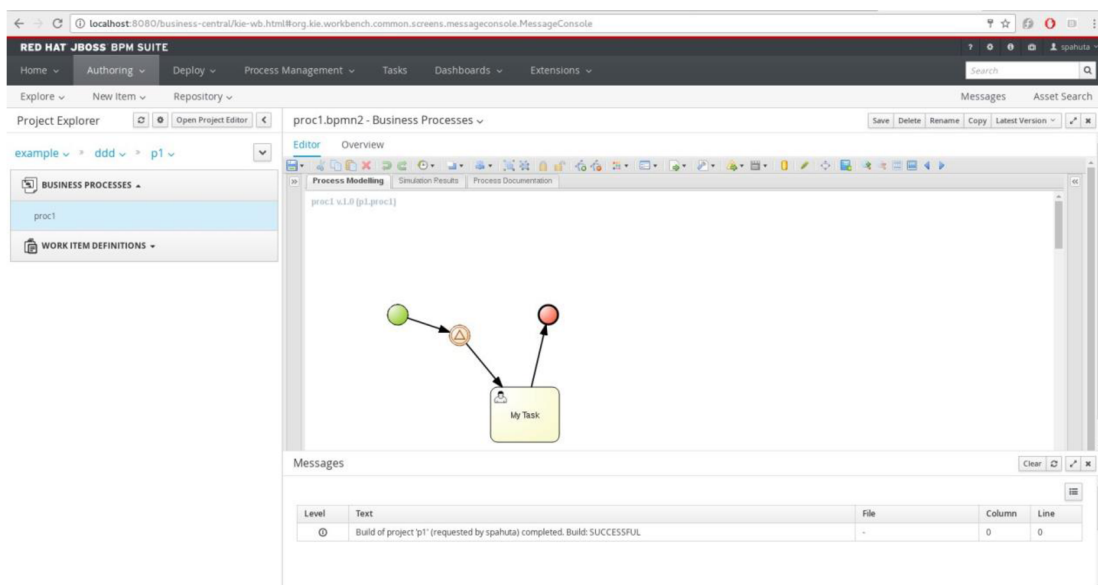 localhost:8080/business-central/kie-wb.html#org.kie.workbench.common.screens.messageconsole.MessageConsole
RED HAT JBOSS BPM SUITE
spahuta
Home Authoring Deploy Process Management Tasks Dashboards Extensions Search
Explore New Item Repository Messages Asset Search
Project Explorer Open Project Editor
proc1.bpmn2 - Business Processes Save Delete Rename Copy Latest Version
Editor Overview
example > ddd > p1
Process Modelling Simulation Results Process Documentation
BUSINESS PROCESSES
proc1 v.1.0 [p1.proc1]
proc1
WORK ITEM DEFINITIONS
My Task
Messages Clear
Level Text File Column Line
Build of project 'p1' (requested by spahuta) completed. Build: SUCCESSFUL - 0 0